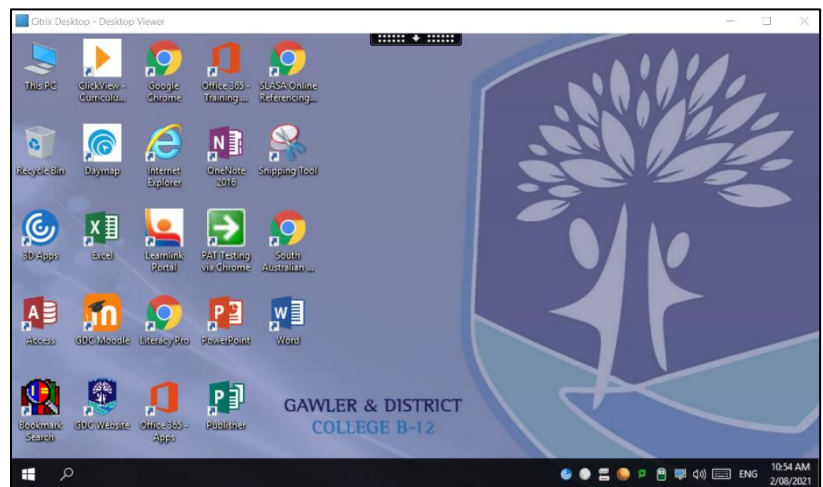 Citrix Desktop - Desktop Viewer
This PC
ClickView -
Curriculu...
Google
Chrome
Office 365 -
Training ...
SLASA Online
Referencing...
Recycle Bin
Daymap
Internet
Explorer
OneNote
2016
Snipping Tool
3D Apps
Excel
Learnlink
Portal
PAT Testing
via Chrome
South
Australian ...
Access
GDC Moodle
Literacy Pro
PowerPoint
Word
Bookmark
Search
GDC Website
Office 365 -
Apps
Publisher
GAWLER & DISTRICT
COLLEGE B-12
ENG
10:54 AM
2/08/2021